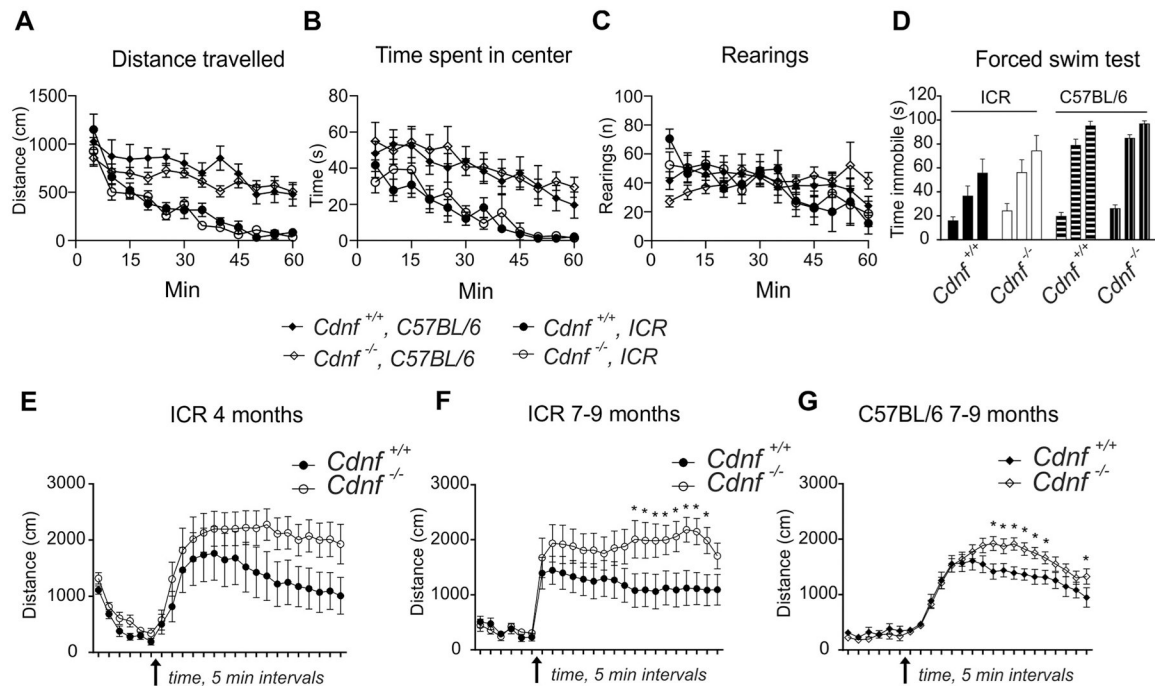 A
Distance travelled
Distance (cm)
1500
1000
500
0
0 15 30 45 60
Min
B
Time spent in center
Time (s)
80
60
40
20
0
0 15 30 45 60
Min
C
Rearings
Rearings (n)
100
80
60
40
20
0
0 15 30 45 60
Min
D
Forced swim test
ICR C57BL/6
Time immobile (s)
120
100
80
60
40
20
0
Cdnf +/+
Cdnf -/-
Cdnf +/+
Cdnf -/-
Cdnf +/+, C57BL/6
Cdnf -/-, C57BL/6
Cdnf +/+, ICR
Cdnf -/-, ICR
E
ICR 4 months
Cdnf +/+
Cdnf -/-
Distance (cm)
3000
2000
1000
0
time, 5 min intervals
F
ICR 7-9 months
Cdnf +/+
Cdnf -/-
Distance (cm)
3000
2000
1000
0
* * * * * * * *
time, 5 min intervals
G
C57BL/6 7-9 months
Cdnf +/+
Cdnf -/-
Distance (cm)
3000
2000
1000
0
* * * * * * *
time, 5 min intervals